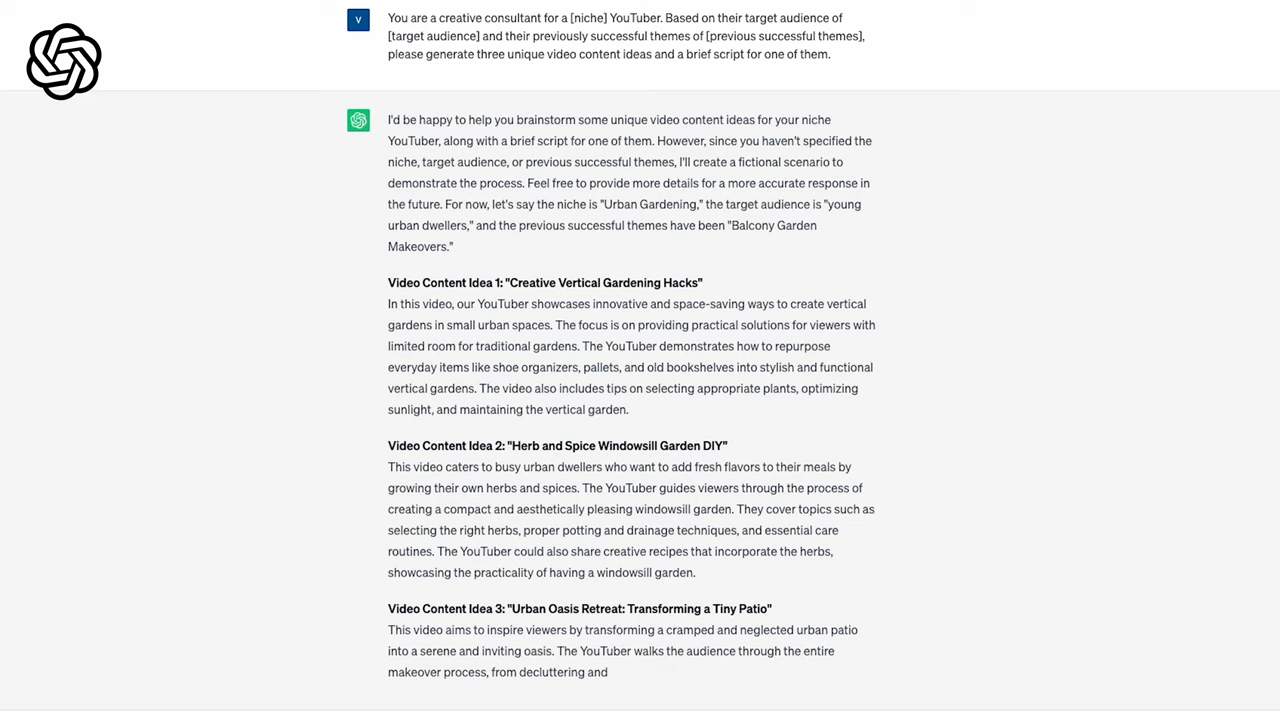 V
You are a creative consultant for a [niche] YouTuber. Based on their target audience of
[target audience] and their previously successful themes of [previous successful themes],
please generate three unique video content ideas and a brief script for one of them.
I'd be happy to help you brainstorm some unique video content ideas for your niche
YouTuber, along with a brief script for one of them. However, since you haven't specified the
niche, target audience, or previous successful themes, I'll create a fictional scenario to
demonstrate the process. Feel free to provide more details for a more accurate response in
the future. For now, let's say the niche is "Urban Gardening," the target audience is "young
urban dwellers," and the previous successful themes have been "Balcony Garden
Makeovers."
Video Content Idea 1: "Creative Vertical Gardening Hacks"
In this video, our YouTuber showcases innovative and space-saving ways to create vertical
gardens in small urban spaces. The focus is on providing practical solutions for viewers with
limited room for traditional gardens. The YouTuber demonstrates how to repurpose
everyday items like shoe organizers, pallets, and old bookshelves into stylish and functional
vertical gardens. The video also includes tips on selecting appropriate plants, optimizing
sunlight, and maintaining the vertical garden.
Video Content Idea 2: "Herb and Spice Windowsill Garden DIY"
This video caters to busy urban dwellers who want to add fresh flavors to their meals by
growing their own herbs and spices. The YouTuber guides viewers through the process of
creating a compact and aesthetically pleasing windowsill garden. They cover topics such as
selecting the right herbs, proper potting and drainage techniques, and essential care
routines. The YouTuber could also share creative recipes that incorporate the herbs,
showcasing the practicality of having a windowsill garden.
Video Content Idea 3: "Urban Oasis Retreat: Transforming a Tiny Patio"
This video aims to inspire viewers by transforming a cramped and neglected urban patio
into a serene and inviting oasis. The YouTuber walks the audience through the entire
makeover process, from decluttering and